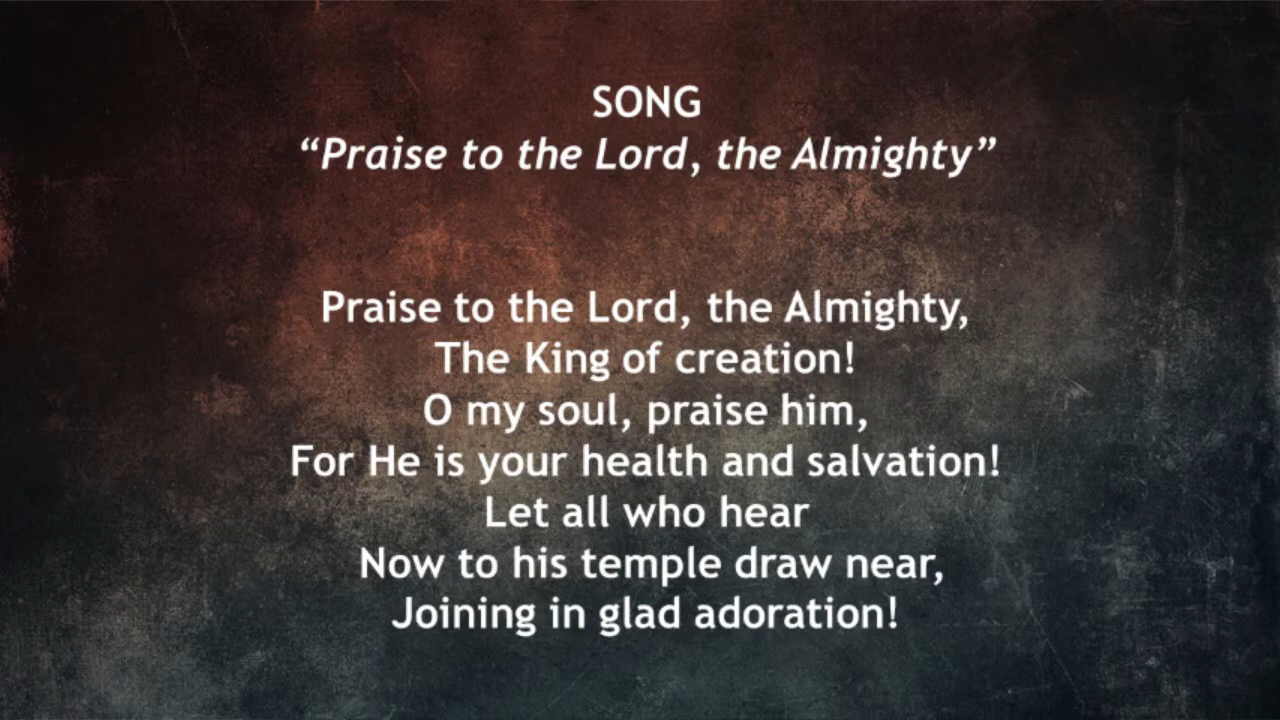 SONG
“Praise to the Lord, the Almighty”
Praise to the Lord, the Almighty,
The King of creation!
O my soul, praise him,
For He is your health and salvation!
Let all who hear
Now to his temple draw near,
Joining in glad adoration!